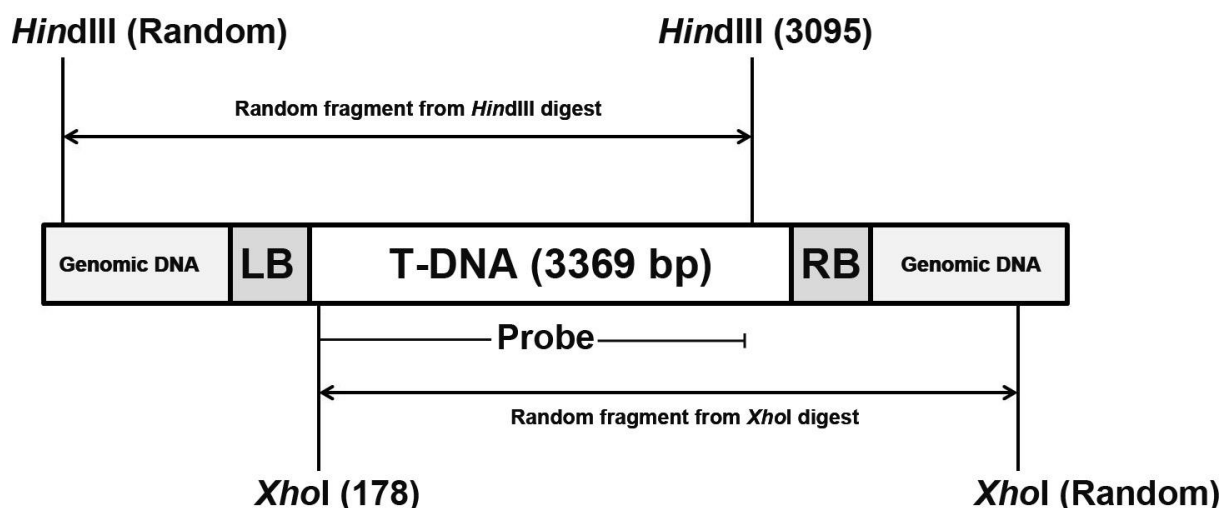 HindIII (Random)
HindIII (3095)
Random fragment from HindIII digest
Genomic DNA
LB
T-DNA (3369 bp)
RB
Genomic DNA
Probe
Random fragment from XhoI digest
XhoI (178)
XhoI (Random)